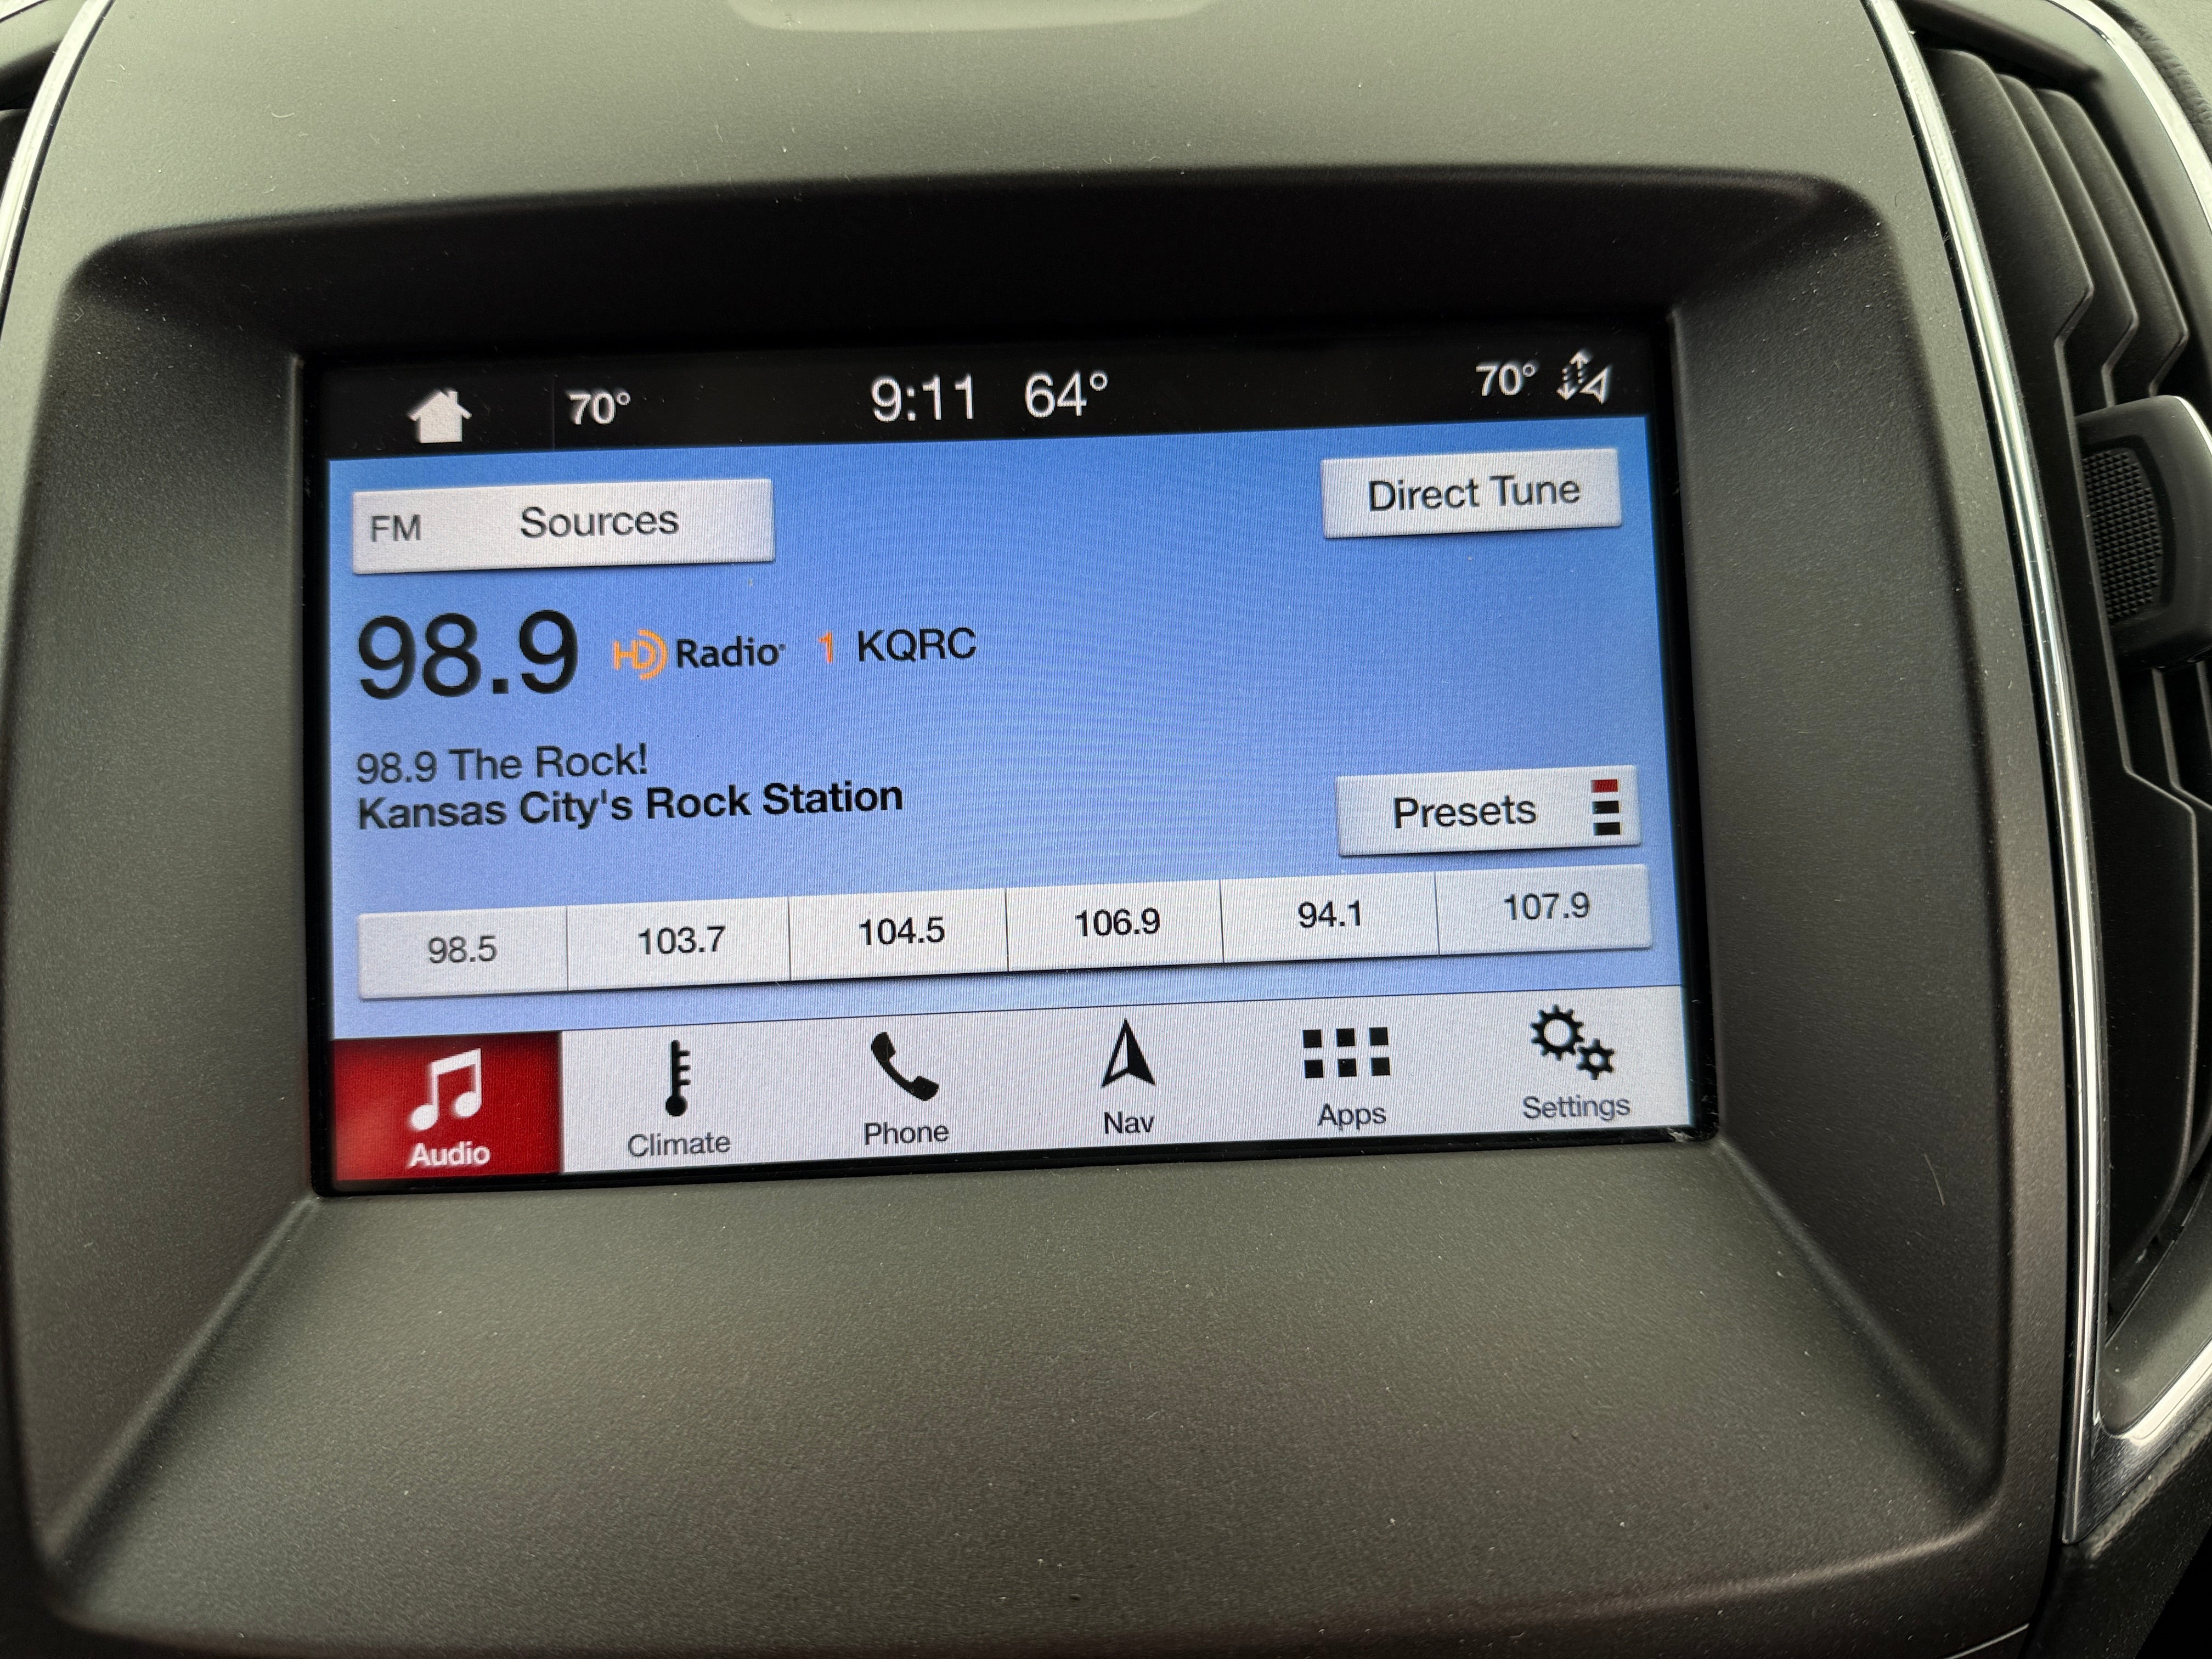 70° 9:11 64° 70°
FM Sources Direct Tune
98.9 HD Radio 1 KQRC
98.9 The Rock!
Kansas City's Rock Station
Presets
98.5 103.7 104.5 106.9 94.1 107.9
Audio Climate Phone Nav Apps Settings